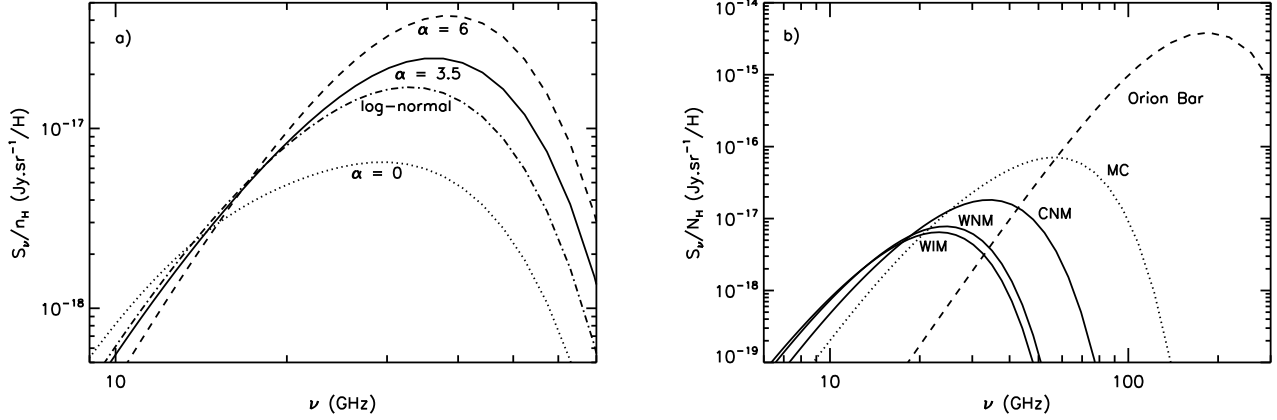 a)
α = 6
α = 3.5
log-normal
α = 0
10⁻¹⁷
10⁻¹⁸
S_ν/n_H (Jy.sr⁻¹/H)
10
ν (GHz)
b)
Orion Bar
MC
CNM
WNM
WIM
10⁻¹⁴
10⁻¹⁵
10⁻¹⁶
10⁻¹⁷
10⁻¹⁸
10⁻¹⁹
S_ν/N_H (Jy.sr⁻¹/H)
10
100
ν (GHz)